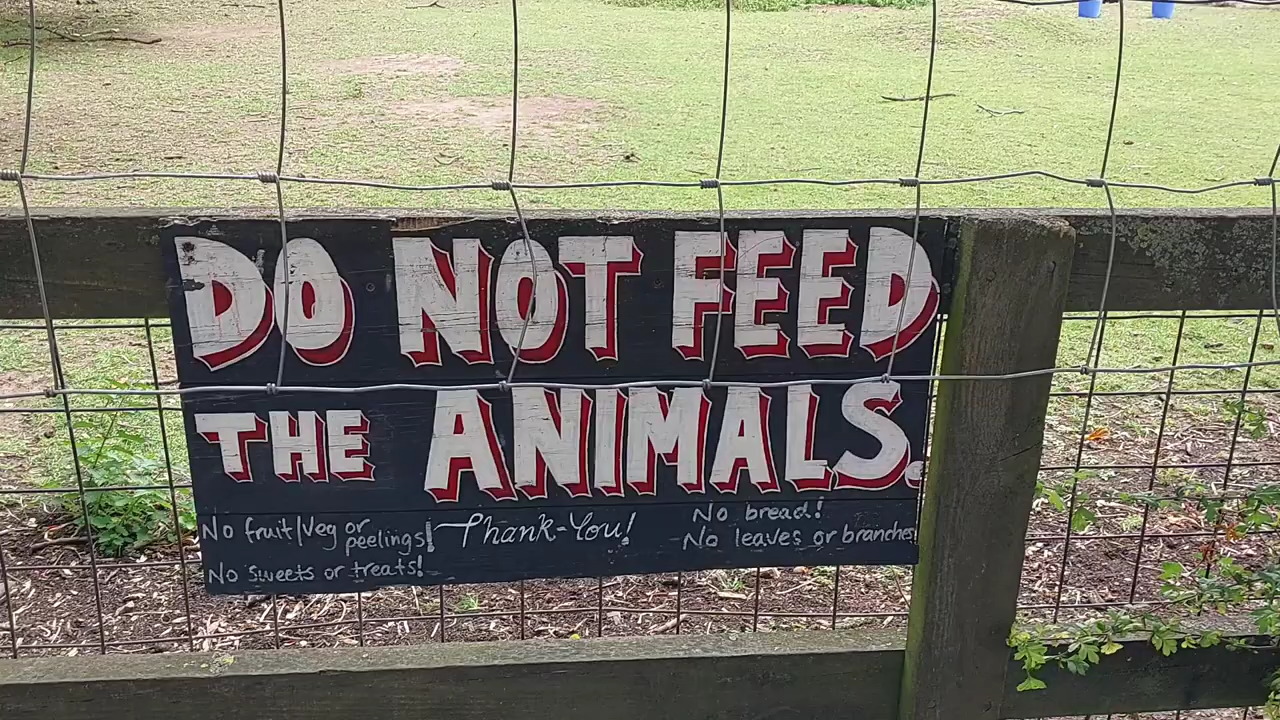 DO NOT FEED
THE ANIMALS.
No fruit/Veg or
peelings!
No sweets or treats!
Thank-You!
No bread!
No leaves or branches!